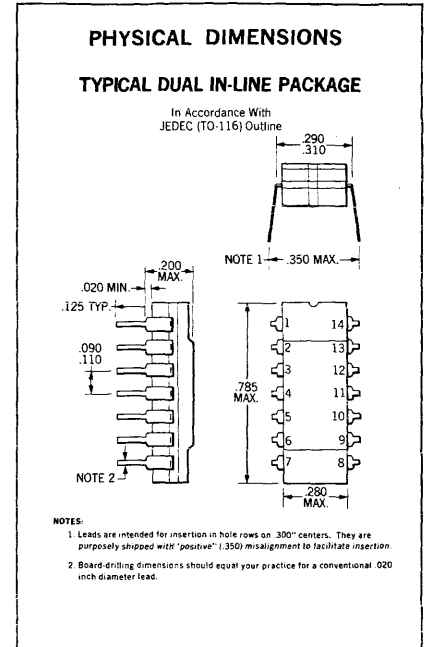 PHYSICAL DIMENSIONS
TYPICAL DUAL IN-LINE PACKAGE
In Accordance With
JEDEC (TO-116) Outline
.290
.310
NOTE 1
.350 MAX.
.200
MAX.
.020 MIN.
.125 TYP.
.090
.110
NOTE 2
1 14
2 13
3 12
4 11
5 10
6 9
7 8
.785
MAX.
.280
MAX.
NOTES:
1. Leads are intended for insertion in hole rows on .300" centers. They are
purposely shipped with "positive" (.350) misalignment to facilitate insertion.
2. Board-drilling dimensions should equal your practice for a conventional .020
inch diameter lead.